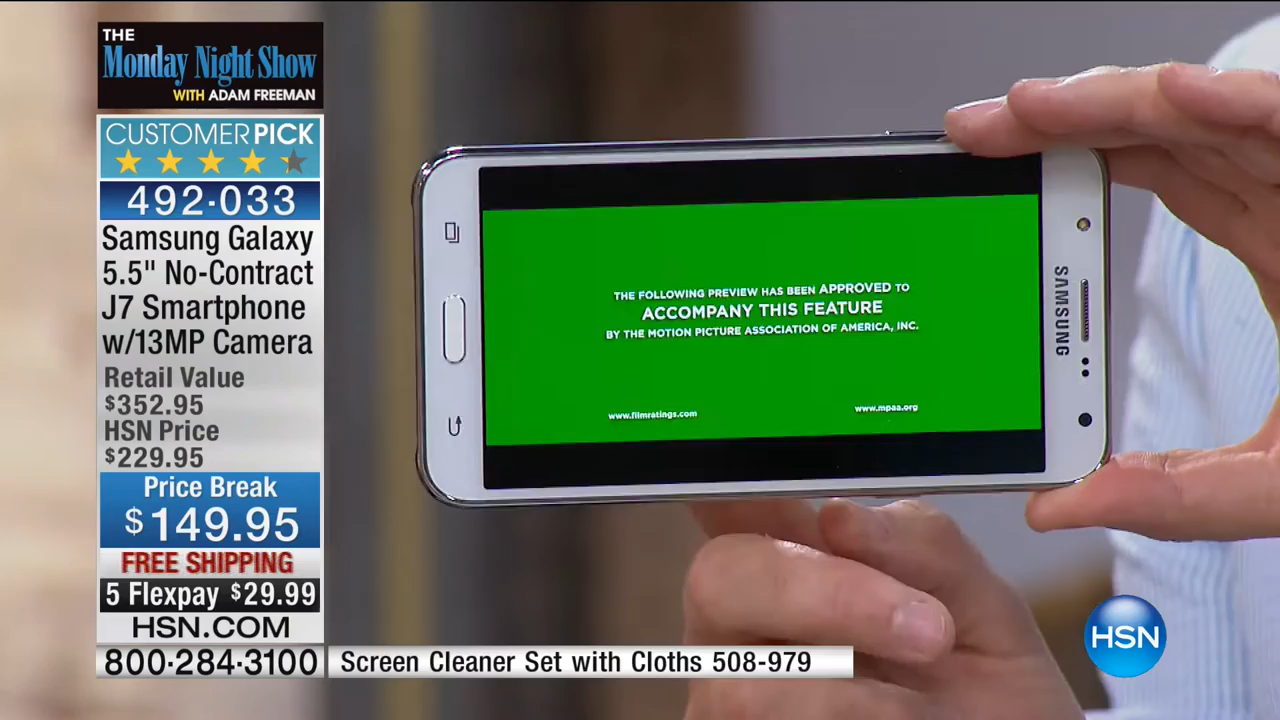 THE
Monday Night Show
WITH ADAM FREEMAN
CUSTOMER PICK
492-033
Samsung Galaxy
5.5" No-Contract
J7 Smartphone
w/13MP Camera
Retail Value
$352.95
HSN Price
$229.95
Price Break
$149.95
FREE SHIPPING
5 Flexpay $29.99
HSN.COM
800-284-3100
Screen Cleaner Set with Cloths 508-979
THE FOLLOWING PREVIEW HAS BEEN APPROVED TO
ACCOMPANY THIS FEATURE
BY THE MOTION PICTURE ASSOCIATION OF AMERICA, INC.
www.filmratings.com
www.mpaa.org
SAMSUNG
HSN